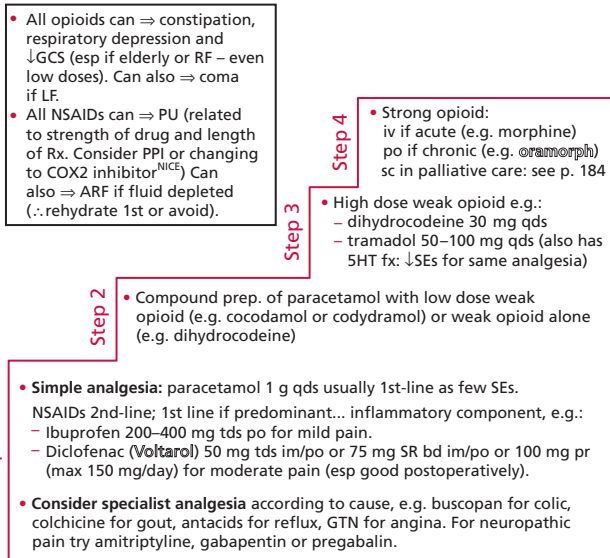 • All opioids can ⇒ constipation,
respiratory depression and
↓GCS (esp if elderly or RF – even
low doses). Can also ⇒ coma
if LF.
• All NSAIDs can ⇒ PU (related
to strength of drug and length
of Rx. Consider PPI or changing
to COX2 inhibitorNICE) Can
also ⇒ ARF if fluid depleted
(∴rehydrate 1st or avoid).
Step 4
• Strong opioid:
iv if acute (e.g. morphine)
po if chronic (e.g. oramorph)
sc in palliative care: see p. 184
Step 3
• High dose weak opioid e.g.:
– dihydrocodeine 30 mg qds
– tramadol 50–100 mg qds (also has
5HT fx: ↓SEs for same analgesia)
Step 2
• Compound prep. of paracetamol with low dose weak
opioid (e.g. cocodamol or codydramol) or weak opioid alone
(e.g. dihydrocodeine)
• Simple analgesia: paracetamol 1 g qds usually 1st-line as few SEs.
NSAIDs 2nd-line; 1st line if predominant... inflammatory component, e.g.:
– Ibuprofen 200–400 mg tds po for mild pain.
– Diclofenac (Voltarol) 50 mg tds im/po or 75 mg SR bd im/po or 100 mg pr
(max 150 mg/day) for moderate pain (esp good postoperatively).
• Consider specialist analgesia according to cause, e.g. buscopan for colic,
colchicine for gout, antacids for reflux, GTN for angina. For neuropathic
pain try amitriptyline, gabapentin or pregabalin.